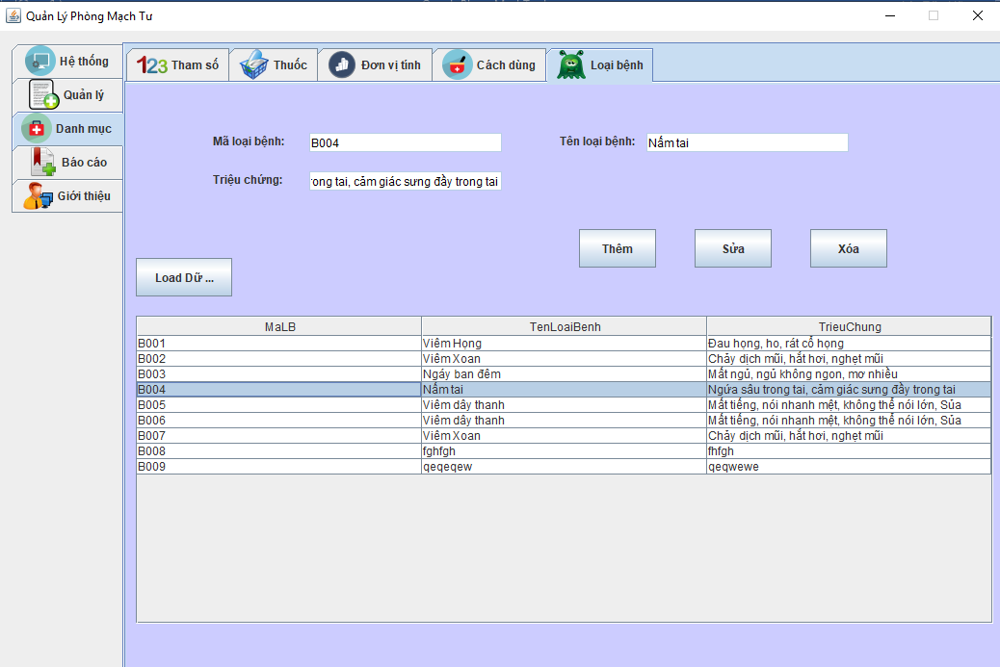 Quản Lý Phòng Mạch Tư
Hệ thống
Quản lý
Danh mục
Báo cáo
Giới thiệu
123 Tham số
Thuốc
Đơn vị tính
Cách dùng
Loại bệnh
Mã loại bệnh: B004 Tên loại bệnh: Nấm tai
Triệu chứng: rong tai, cảm giác sưng đầy trong tai
Thêm Sửa Xóa
Load Dữ ...
MaLB TenLoaiBenh TrieuChung
B001 Viêm Họng Đau họng, ho, rát cổ họng
B002 Viêm Xoan Chảy dịch mũi, hắt hơi, nghẹt mũi
B003 Ngáy ban đêm Mất ngủ, ngủ không ngon, mơ nhiều
B004 Nấm tai Ngứa sâu trong tai, cảm giác sưng đầy trong tai
B005 Viêm dây thanh Mất tiếng, nói nhanh mệt, không thể nói lớn, Sủa
B006 Viêm dây thanh Mất tiếng, nói nhanh mệt, không thể nói lớn, Sủa
B007 Viêm Xoan Chảy dịch mũi, hắt hơi, nghẹt mũi
B008 fghfgh fhfgh
B009 qeqeqew qeqwewe